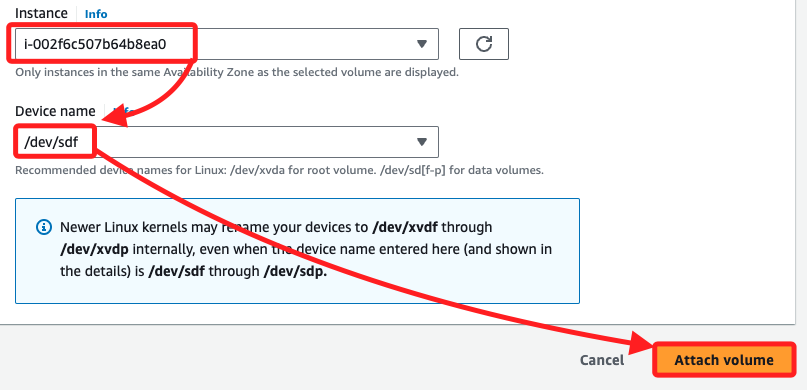 Instance Info
i-002f6c507b64b8ea0
Only instances in the same Availability Zone as the selected volume are displayed.
Device name Info
/dev/sdf
Recommended device names for Linux: /dev/xvda for root volume. /dev/sd[f-p] for data volumes.
Newer Linux kernels may rename your devices to /dev/xvdf through
/dev/xvdp internally, even when the device name entered here (and shown in
the details) is /dev/sdf through /dev/sdp.
Cancel Attach volume